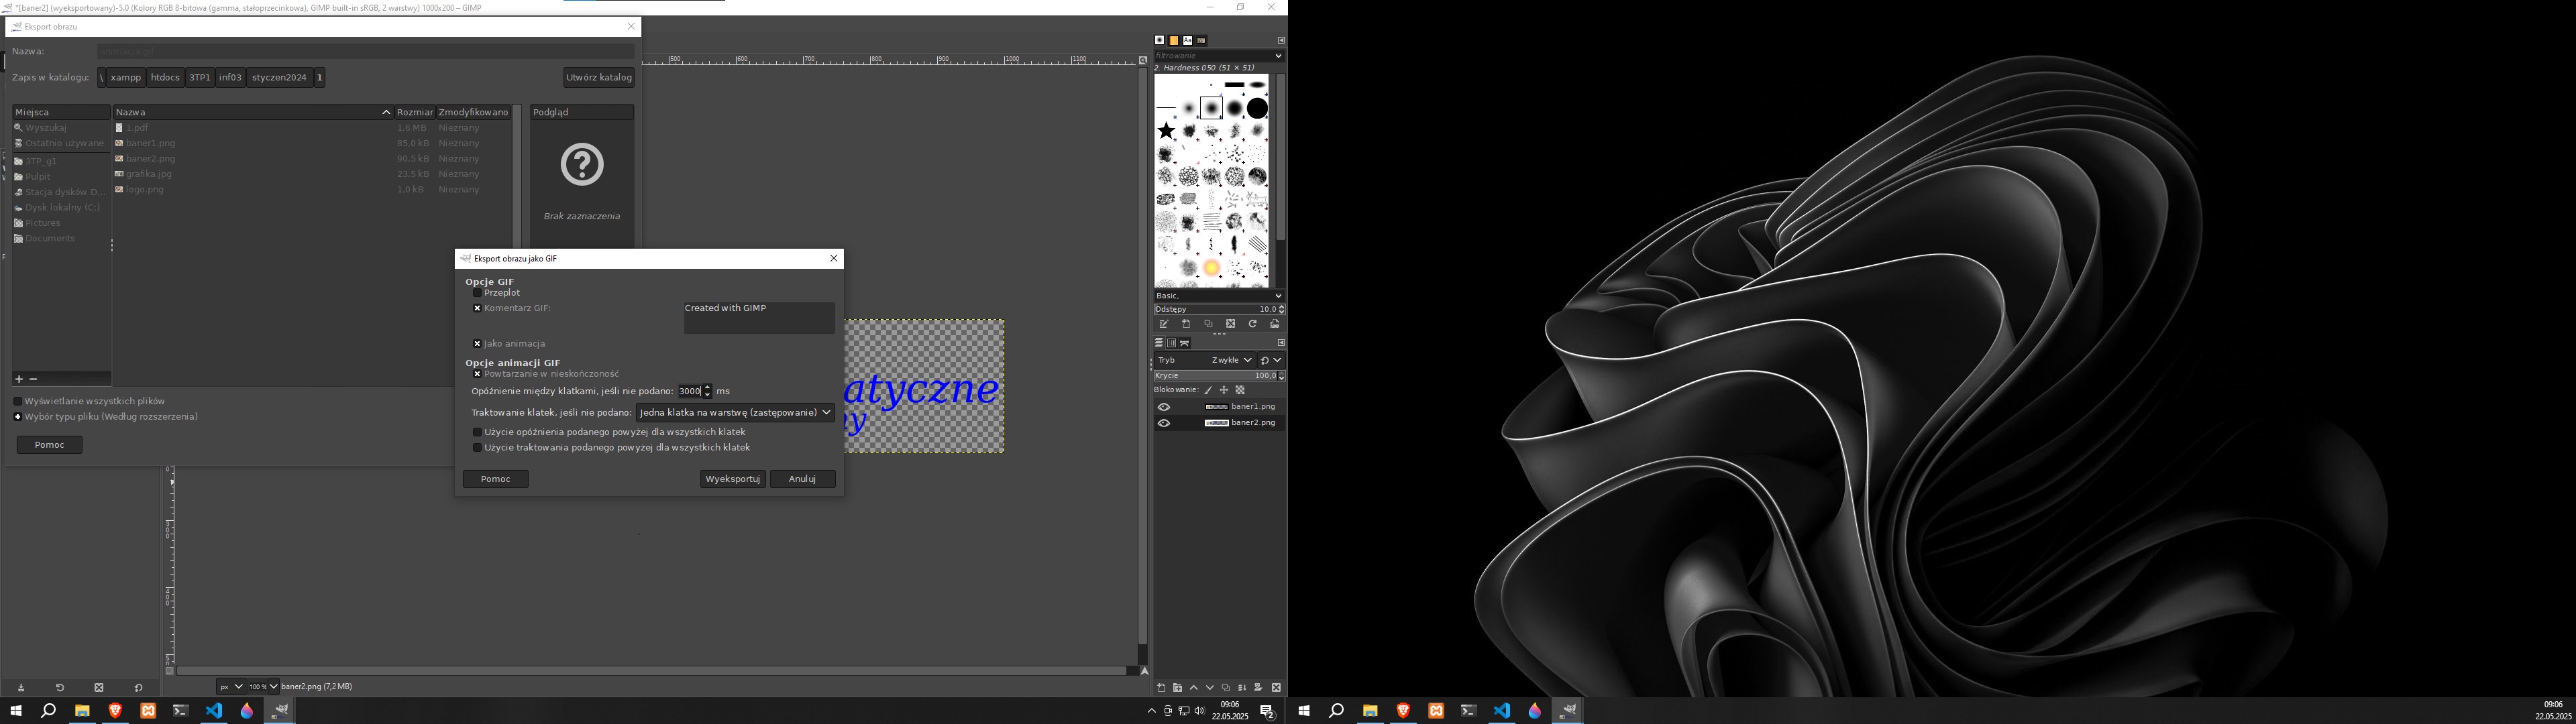 *[baner2] (wyeksportowany)-5.0 (Kolory RGB 8-bitowa (gamma, stałoprzecinkowa), GIMP built-in sRGB, 2 warstwy) 1000x200 – GIMP
Eksport obrazu
Nazwa: animacja.gif
Zapis w katalogu: \ xampp htdocs 3TP1 inf03 styczen2024 1 Utwórz katalog
Miejsca Nazwa Rozmiar Zmodyfikowano Podgląd
Wyszukaj 1.pdf 1,6 MB Nieznany
Ostatnio używane baner1.png 85,0 kB Nieznany
baner2.png 90,5 kB Nieznany
3TP_g1
Pulpit grafika.jpg 23,5 kB Nieznany
Stacja dysków D...
logo.png 1,0 kB Nieznany
Dysk lokalny (C:)
Pictures
Documents
Brak zaznaczenia
Wyświetlanie wszystkich plików
Wybór typu pliku (Według rozszerzenia)
Pomoc
Eksport obrazu jako GIF
Opcje GIF
Przeplot
Komentarz GIF: Created with GIMP
Jako animacja
Opcje animacji GIF
Powtarzanie w nieskończoność
Opóźnienie między klatkami, jeśli nie podano: 3000 ms
Traktowanie klatek, jeśli nie podano: Jedna klatka na warstwę (zastępowanie)
Użycie opóźnienia podanego powyżej dla wszystkich klatek
Użycie traktowania podanego powyżej dla wszystkich klatek
Pomoc Wyeksportuj Anuluj
500 600 700 800 900 1000 1100
atyczne
ny
filtrowanie
2. Hardness 050 (51 × 51)
Basic,
Odstępy 10,0
Tryb Zwykłe
Krycie 100,0
Blokowanie:
baner1.png
baner2.png
px 100 % baner2.png (7,2 MB)
09:06
22.05.2025
2
09:06
22.05.2025